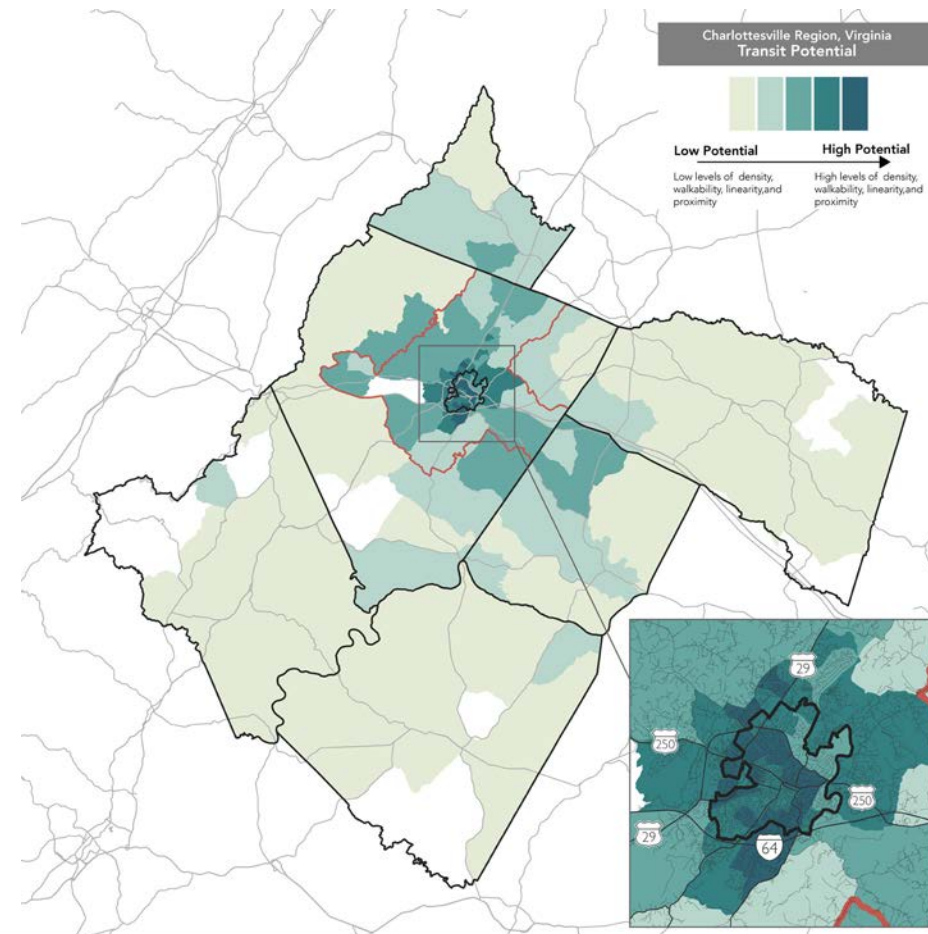 Charlottesville Region, Virginia
Transit Potential
Low Potential
High Potential
Low levels of density,
walkability, linearity,and
proximity
High levels of density,
walkability, linearity,and
proximity
29
250
250
29
64